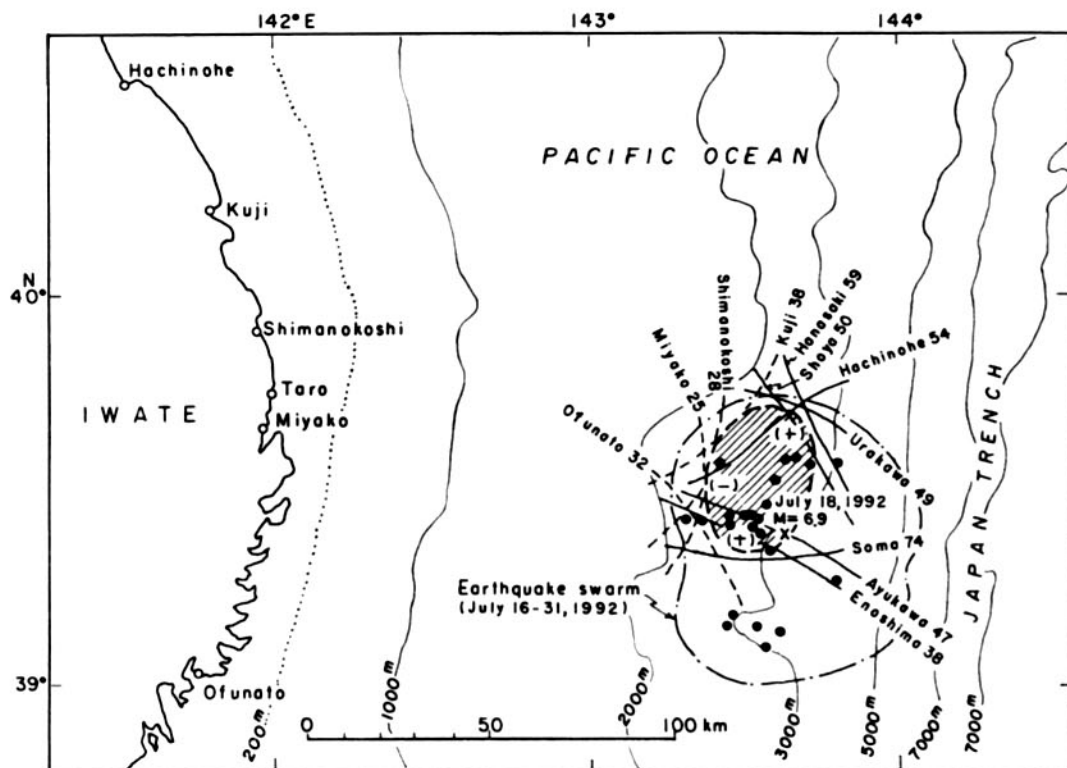 142°E
143°
144°
Hachinohe
PACIFIC OCEAN
Kuji
N
40°
Shimanokoshi
Taro
IWATE
Miyako
Ofunato 32
Miyako 25
Shimanokoshi 28
Kuji 38
Hanasaki 59
Shoya 50
Hachinohe 54
(+)
Urakawa 49
(-)
July 18, 1992
M=6.9
X
(+)
Soma 74
JAPAN TRENCH
Earthquake swarm
(July 16-31, 1992)
Ayukawa 47
Enoshima 38
39°
Ofunato
200m
1000m
2000m
3000m
5000m
7000m
7000m
0 50 100 km